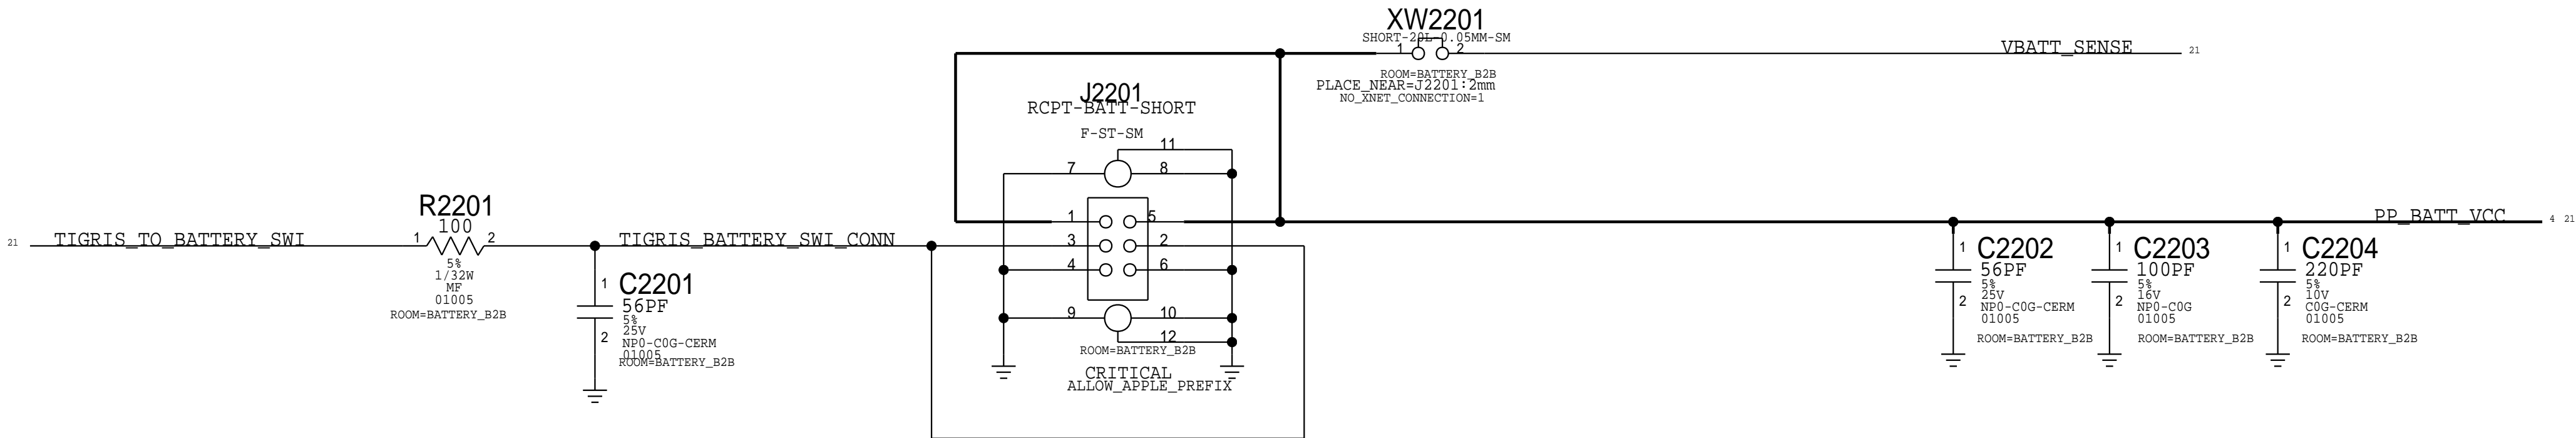 XW2201
SHORT-20L-0.05MM-SM
1
2
VBATT_SENSE
21
ROOM=BATTERY_B2B
PLACE_NEAR=J2201:2mm
NO_XNET_CONNECTION=1
J2201
RCPT-BATT-SHORT
F-ST-SM
11
7
8
1
5
3
2
4
6
9
10
12
ROOM=BATTERY_B2B
CRITICAL
ALLOW_APPLE_PREFIX
21
TIGRIS_TO_BATTERY_SWI
R2201
100
1
2
5%
1/32W
MF
01005
ROOM=BATTERY_B2B
TIGRIS_BATTERY_SWI_CONN
1
C2201
56PF
5%
25V
2
NP0-C0G-CERM
01005
ROOM=BATTERY_B2B
PP_BATT_VCC
4
21
1
C2202
56PF
5%
25V
2
NP0-C0G-CERM
01005
ROOM=BATTERY_B2B
1
C2203
100PF
5%
16V
2
NP0-C0G
01005
ROOM=BATTERY_B2B
1
C2204
220PF
5%
10V
2
C0G-CERM
01005
ROOM=BATTERY_B2B